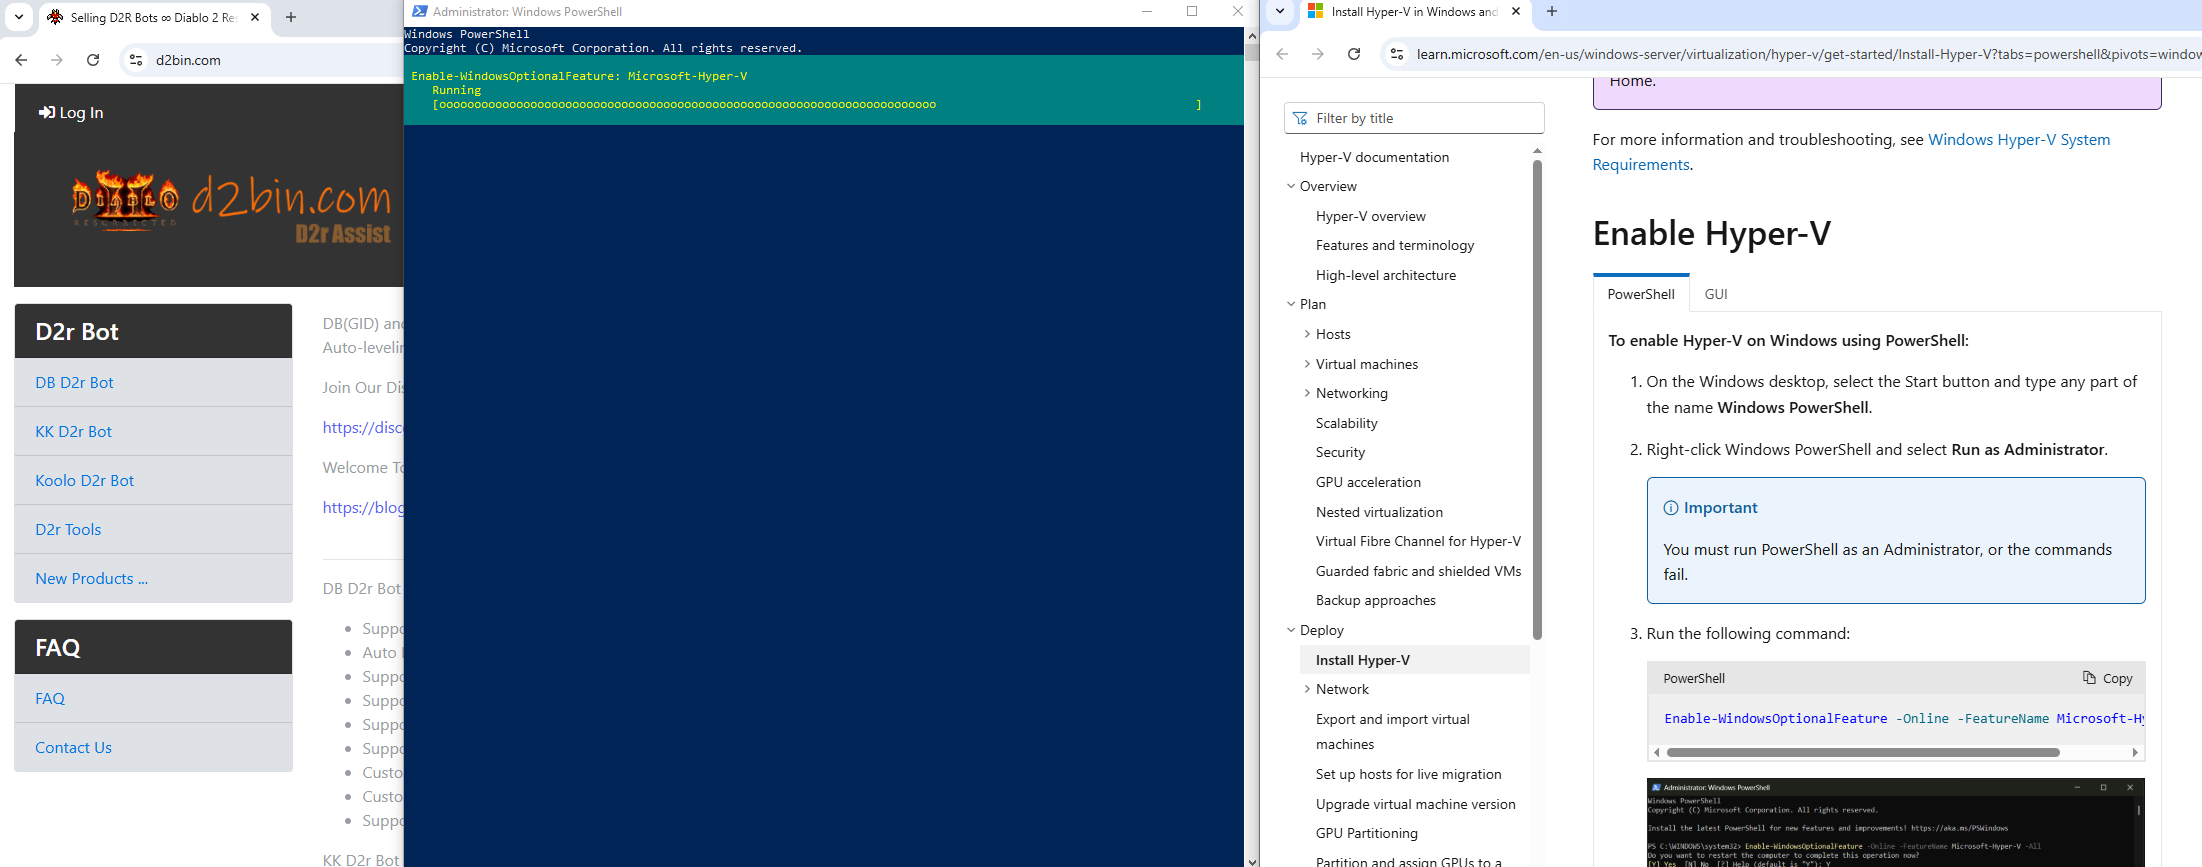 Selling D2R Bots ∞ Diablo 2 Re
d2bin.com
Log In
DIABLO
RESURRECTED
d2bin.com
D2r Assist
D2r Bot
DB D2r Bot
KK D2r Bot
Koolo D2r Bot
D2r Tools
New Products ...
FAQ
FAQ
Contact Us
DB(GID) and
Auto-levelin
Join Our Dis
https://disc
Welcome To
https://blog
DB D2r Bot
Suppo
Auto
Suppo
Suppo
Suppo
Suppo
Custo
Custo
Suppo
KK D2r Bot
Administrator: Windows PowerShell
Windows PowerShell
Copyright (C) Microsoft Corporation. All rights reserved.
Enable-WindowsOptionalFeature: Microsoft-Hyper-V
Running
[ooooooooooooooooooooooooooooooooooooooooooooooooooooooooooooooooooooooo ]
Install Hyper-V in Windows and
learn.microsoft.com/en-us/windows-server/virtualization/hyper-v/get-started/Install-Hyper-V?tabs=powershell&pivots=window
Filter by title
Hyper-V documentation
Overview
Hyper-V overview
Features and terminology
High-level architecture
Plan
Hosts
Virtual machines
Networking
Scalability
Security
GPU acceleration
Nested virtualization
Virtual Fibre Channel for Hyper-V
Guarded fabric and shielded VMs
Backup approaches
Deploy
Install Hyper-V
Network
Export and import virtual
machines
Set up hosts for live migration
Upgrade virtual machine version
GPU Partitioning
Partition and assign GPUs to a
Home.
For more information and troubleshooting, see Windows Hyper-V System
Requirements.
Enable Hyper-V
PowerShell GUI
To enable Hyper-V on Windows using PowerShell:
1. On the Windows desktop, select the Start button and type any part of
the name Windows PowerShell.
2. Right-click Windows PowerShell and select Run as Administrator.
Important
You must run PowerShell as an Administrator, or the commands
fail.
3. Run the following command:
PowerShell Copy
Enable-WindowsOptionalFeature -Online -FeatureName Microsoft-Hy
Administrator: Windows PowerShell
Windows PowerShell
Copyright (C) Microsoft Corporation. All rights reserved.
Install the latest PowerShell for new features and improvements! https://aka.ms/PSWindows
PS C:\WINDOWS\system32> Enable-WindowsOptionalFeature -Online -FeatureName Microsoft-Hyper-V -All
Do you want to restart the computer to complete this operation now?
[Y] Yes [N] No [?] Help (default is "Y"): Y